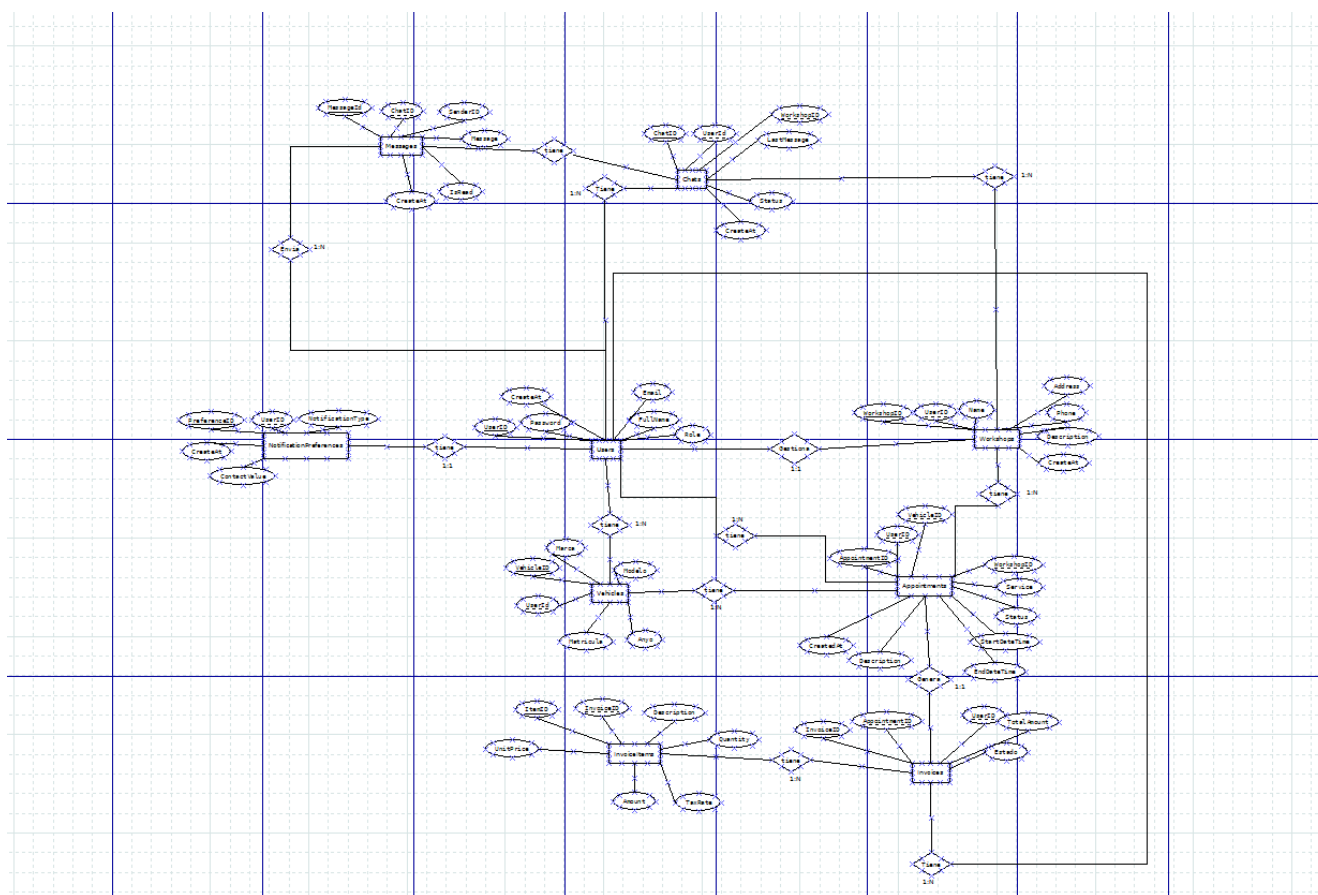 MessageId
ChatID
SenderID
Message
Messages
IsRead
CreateAt
tiene
ChatID
UserId
WorkshopID
LastMessage
Chats
Status
CreateAt
Tiene
1:N
tiene
1:N
Envia
1:N
PreferenceID
UserID
NotificationType
NotificationPreferences
CreateAt
ContactValue
tiene
1:1
CreateAt
Email
UserID
Password
FullName
Role
Users
Gestiona
1:1
Address
WorkshopID
UserID
Name
Phone
Workshops
Description
CreateAt
tiene
1:N
tiene
1:N
1:N
tiene
VehicleID
UserID
AppointmentID
WorkshopID
Appointments
Service
Status
StartDateTime
EndDateTime
CreatedAt
Description
Marca
VehicleID
Modelo
Vehicles
UserId
Matricula
Anyo
tiene
1:N
Genera
1:1
ItemID
InvoiceID
Description
UnitPrice
InvoiceItems
Quantity
Amount
TaxRate
tiene
1:N
InvoiceID
AppointmentID
UserID
TotalAmount
Estado
Invoices
Tiene
1:N